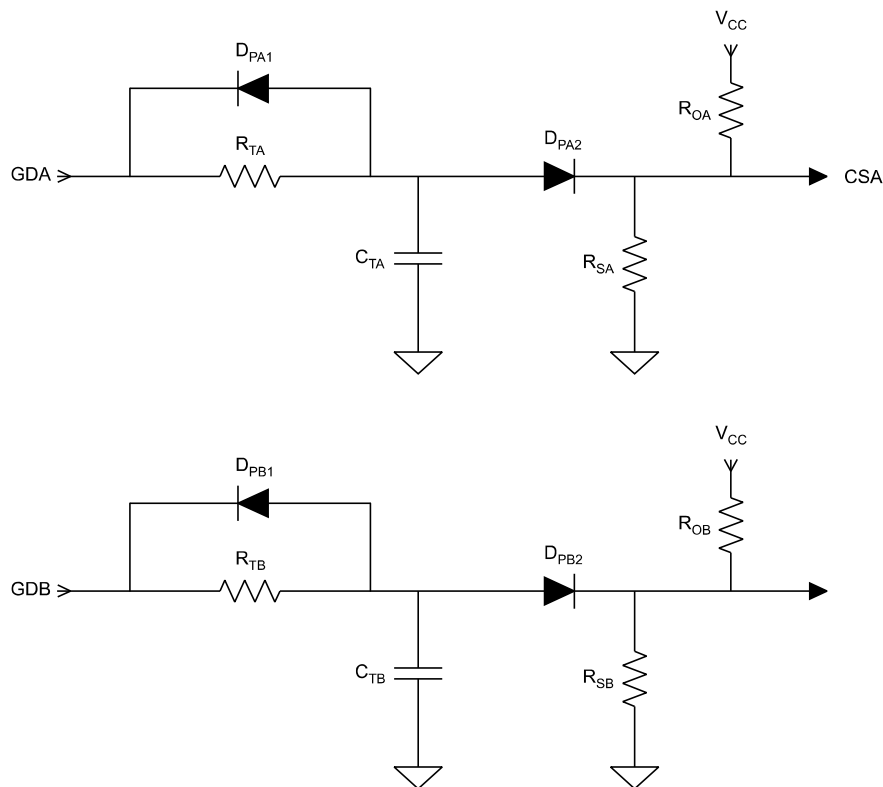 V_CC
D_PA1
R_OA
R_TA
D_PA2
GDA
CSA
C_TA
R_SA
V_CC
D_PB1
R_OB
R_TB
D_PB2
GDB
C_TB
R_SB